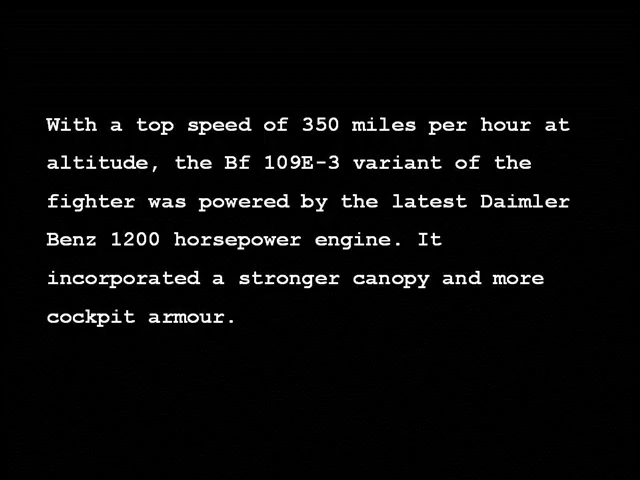 With a top speed of 350 miles per hour at
altitude, the Bf 109E-3 variant of the
fighter was powered by the latest Daimler
Benz 1200 horsepower engine. It
incorporated a stronger canopy and more
cockpit armour.